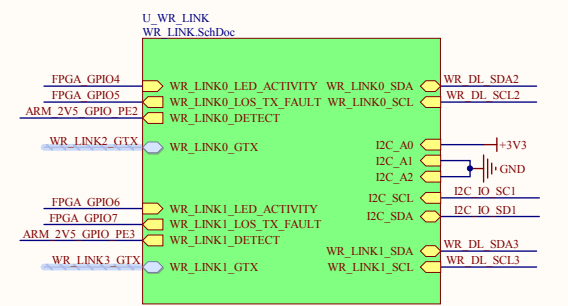 U_WR_LINK
WR_LINK.SchDoc
FPGA_GPIO4 WR_LINK0_LED_ACTIVITY WR_LINK0_SDA WR_DL_SDA2
FPGA_GPIO5 WR_LINK0_LOS_TX_FAULT WR_LINK0_SCL WR_DL_SCL2
ARM_2V5_GPIO_PE2 WR_LINK0_DETECT
WR_LINK2_GTX WR_LINK0_GTX I2C_A0 +3V3
I2C_A1
GND
I2C_A2
I2C_SCL I2C_IO_SC1
FPGA_GPIO6 WR_LINK1_LED_ACTIVITY I2C_SDA I2C_IO_SD1
FPGA_GPIO7 WR_LINK1_LOS_TX_FAULT
ARM_2V5_GPIO_PE3 WR_LINK1_DETECT WR_LINK1_SDA WR_DL_SDA3
WR_LINK3_GTX WR_LINK1_GTX WR_LINK1_SCL WR_DL_SCL3